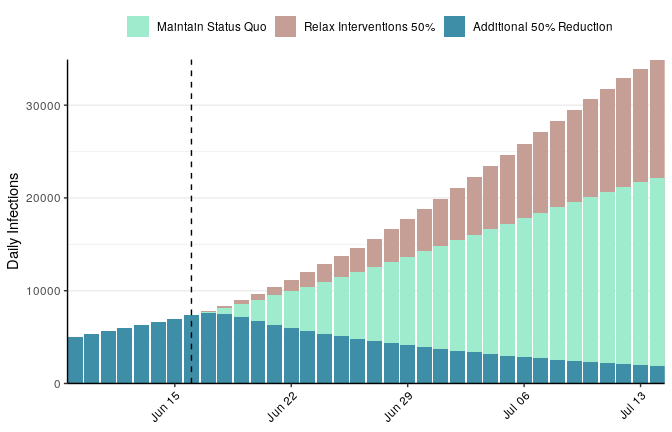 Maintain Status Quo Relax Interventions 50% Additional 50% Reduction
Daily Infections
30000
20000
10000
0
Jun 15 Jun 22 Jun 29 Jul 06 Jul 13